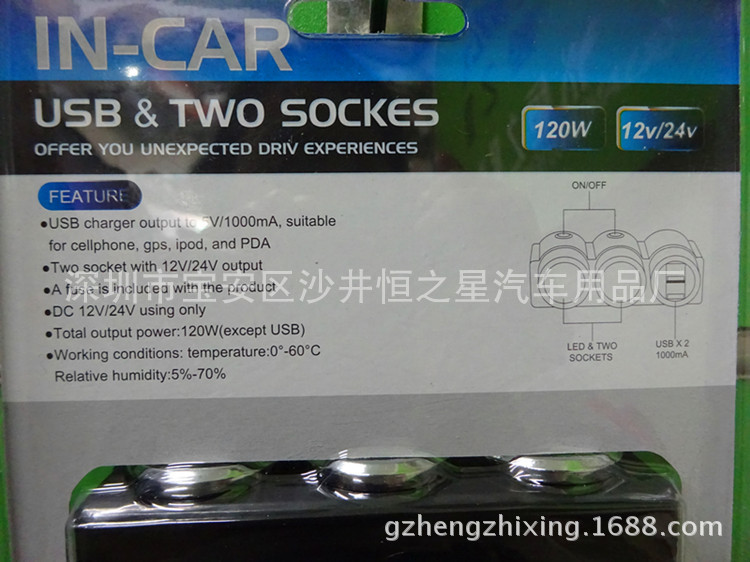 IN-CAR
USB & TWO SOCKES
120W
12v/24v
OFFER YOU UNEXPECTED DRIV EXPERIENCES
FEATURE
●USB charger output to 5V/1000mA, suitable
for cellphone, gps, ipod, and PDA
●Two socket with 12V/24V output
●A fuse is included with the product
●DC 12V/24V using only
●Total output power:120W(except USB)
●Working conditions: temperature:0°-60°C
Relative humidity:5%-70%
ON/OFF
LED & TWO
SOCKETS
USB X 2
1000mA
深圳市宝安区沙井恒之星汽车用品厂
gzhengzhixing.1688.com